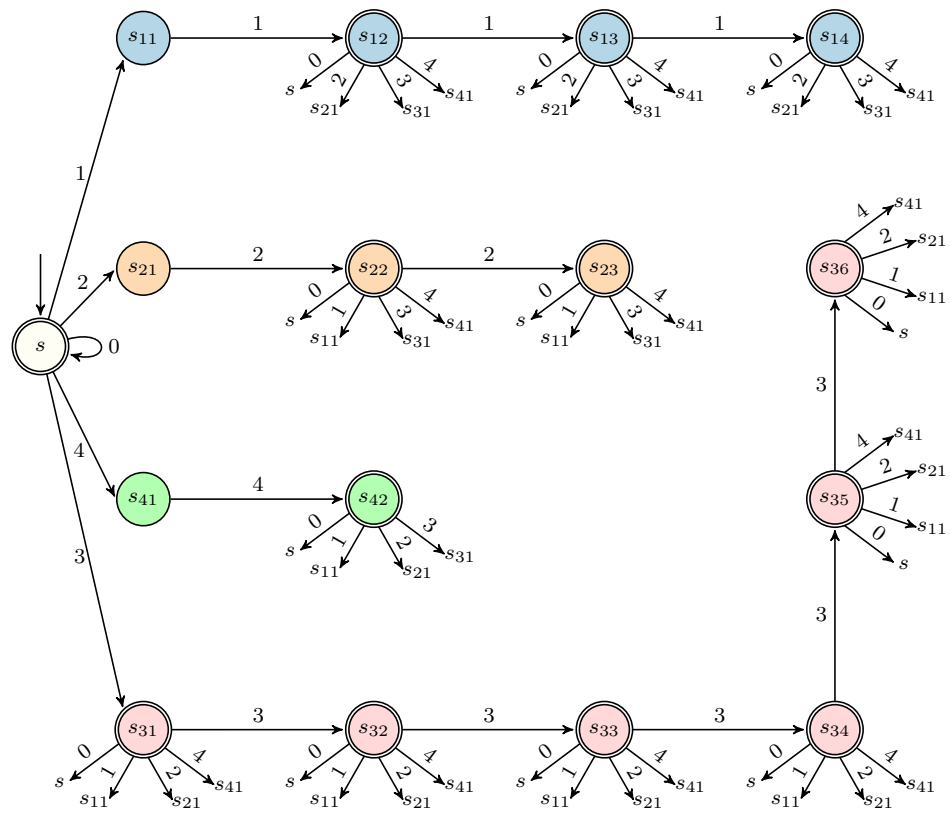 s11 1 s12 1 s13 1 s14
0 2 3 4 0 2 3 4 0 2 3 4
s s21 s31 s41 s s21 s31 s41 s s21 s31 s41
1
s21 2 s22 2 s23 s36
4 s41
2 s21
1 s11
0 s
2
0 1 3 4 0 1 3 4
s s11 s31 s41 s s11 s31 s41
s 0
3
4
s41 4 s42 s35
4 s41
2 s21
1 s11
0 s
0 1 2 3
s s11 s21 s31
3
3
s31 3 s32 3 s33 3 s34
0 1 2 4 0 1 2 4 0 1 2 4 0 1 2 4
s s11 s21 s41 s s11 s21 s41 s s11 s21 s41 s s11 s21 s41